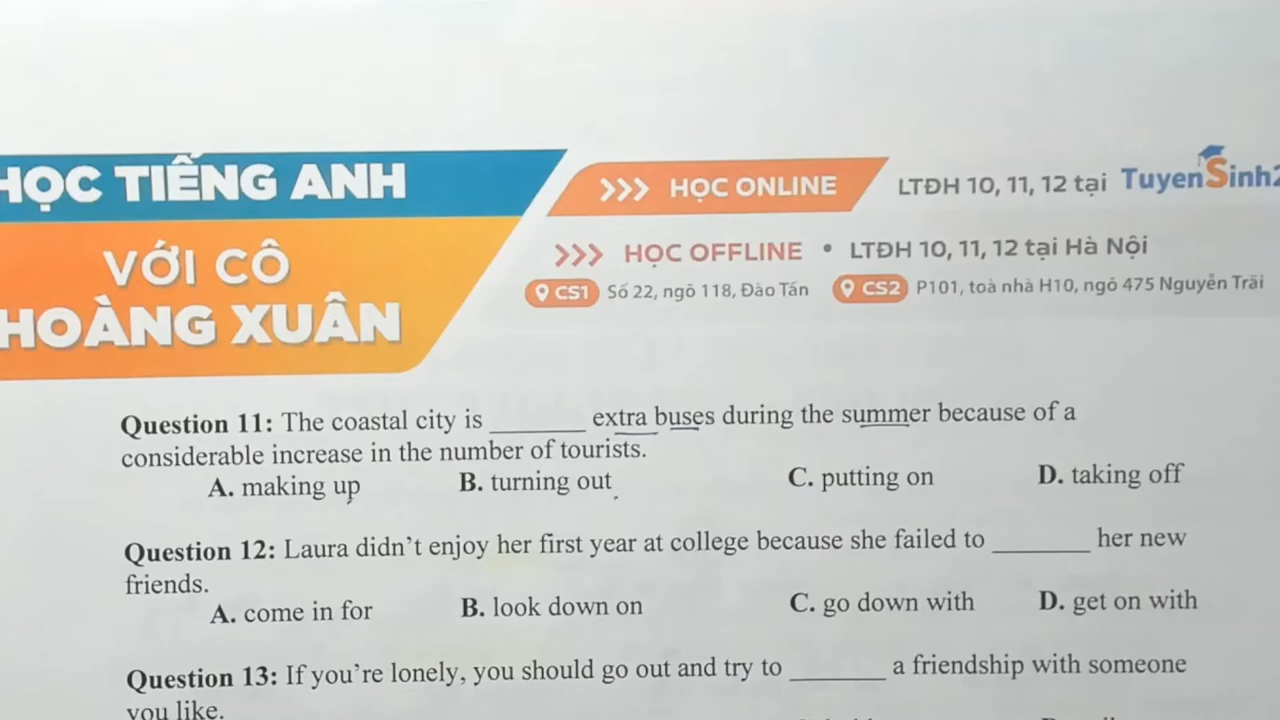 HỌC TIẾNG ANH
VỚI CÔ
HOÀNG XUÂN
HỌC ONLINE
LTĐH 10, 11, 12 tại TuyenSinh2
HỌC OFFLINE • LTĐH 10, 11, 12 tại Hà Nội
CS1 Số 22, ngõ 118, Đào Tấn CS2 P101, toà nhà H10, ngõ 475 Nguyễn Trãi
Question 11: The coastal city is _______ extra buses during the summer because of a
considerable increase in the number of tourists.
A. making up B. turning out C. putting on D. taking off
Question 12: Laura didn't enjoy her first year at college because she failed to _______ her new
friends.
A. come in for B. look down on C. go down with D. get on with
Question 13: If you're lonely, you should go out and try to _______ a friendship with someone
you like.